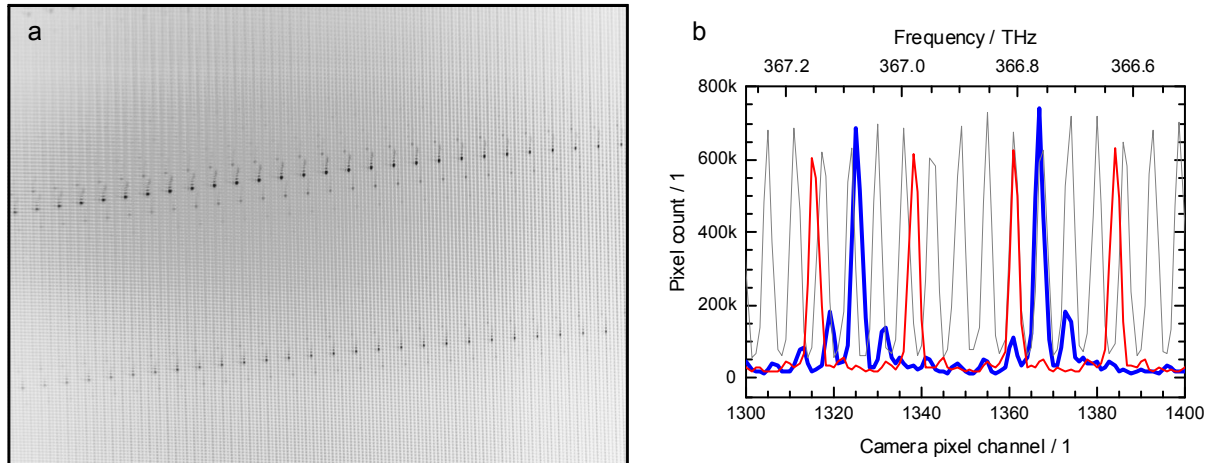 a
b
Frequency / THz
367.2 367.0 366.8 366.6
800k
600k
400k
200k
0
Pixel count / 1
1300 1320 1340 1360 1380 1400
Camera pixel channel / 1